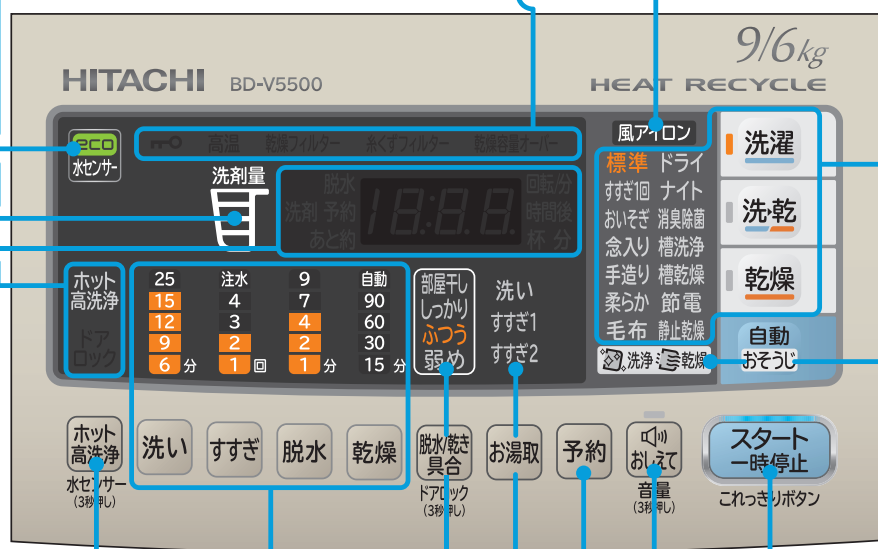 9/6kg
HITACHI BD-V5500
HEAT RECYCLE
eco
水センサー
高温 乾燥フィルター 糸くずフィルター 乾燥容量オーバー
洗剤量
脱水 18:8.8. 回転分
洗剤 予約 時間後
あと約 杯 分
風アイロン
標準 ドライ
すすぎ1回 ナイト
おいそぎ 消臭除菌
念入り 槽洗浄
手造り 槽乾燥
柔らか 節電
毛布 静止乾燥
洗浄 乾燥
洗濯
洗・乾
乾燥
自動
おそうじ
ホット
高洗浄
ドア
ロック
25 注水 9 自動
15 4 7 90
12 3 4 60
9 2 2 30
6 分 1 回 1 分 15 分
部屋干し
しっかり
ふつう
弱め
洗い
すすぎ1
すすぎ2
ホット
高洗浄
水センサー
(3秒押し)
洗い
すすぎ
脱水
乾燥
脱水/乾き
具合
ドアロック
(3秒押し)
お湯取
予約
おしえて
音量
(3秒押し)
スタート
一時停止
これっきりボタン